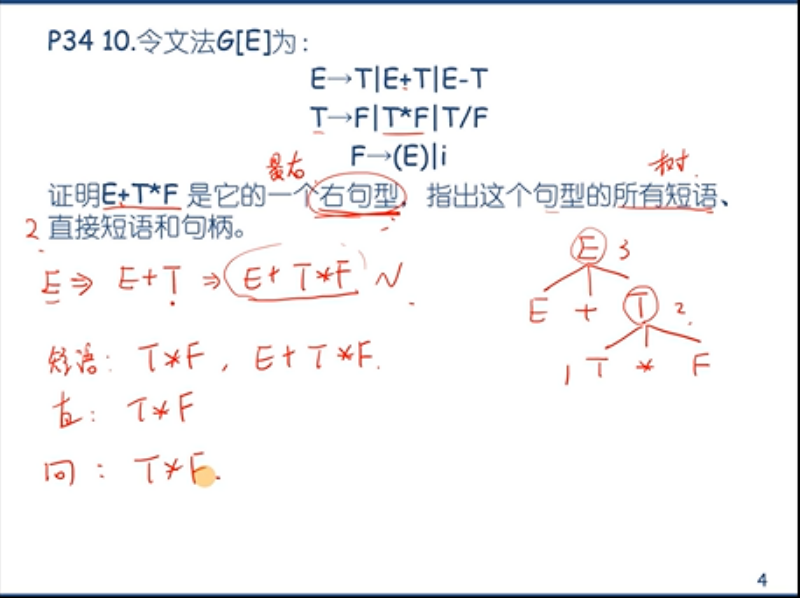 P34 10.令文法G[E]为：
E→T|E+T|E-T
T→F|T*F|T/F
F→(E)|i
最右
树.
证明E+T*F 是它的一个右句型，指出这个句型的所有短语、
2 直接短语和句柄。
E ⇒ E+T ⇒ E+T*F
E 3
E + T 2.
1 T * F
短语: T*F , E+T*F.
直: T*F
T*F.
4